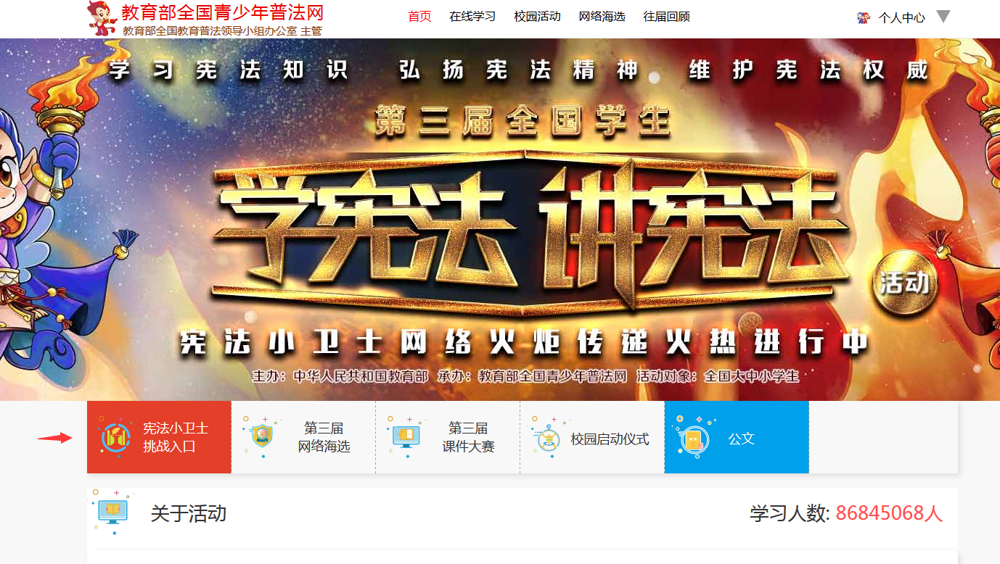 教育部全国青少年普法网
教育部全国教育普法领导小组办公室 主管
首页 在线学习 校园活动 网络海选 往届回顾 个人中心
学习宪法知识 弘扬宪法精神 维护宪法权威
第三届全国学生
学宪法 讲宪法
活动
宪法小卫士网络火炬传递火热进行中
主办：中华人民共和国教育部 承办：教育部全国青少年普法网 活动对象：全国大中小学生
宪法小卫士
挑战入口
第三届
网络海选
第三届
课件大赛
校园启动仪式
公文
关于活动
学习人数: 86845068人